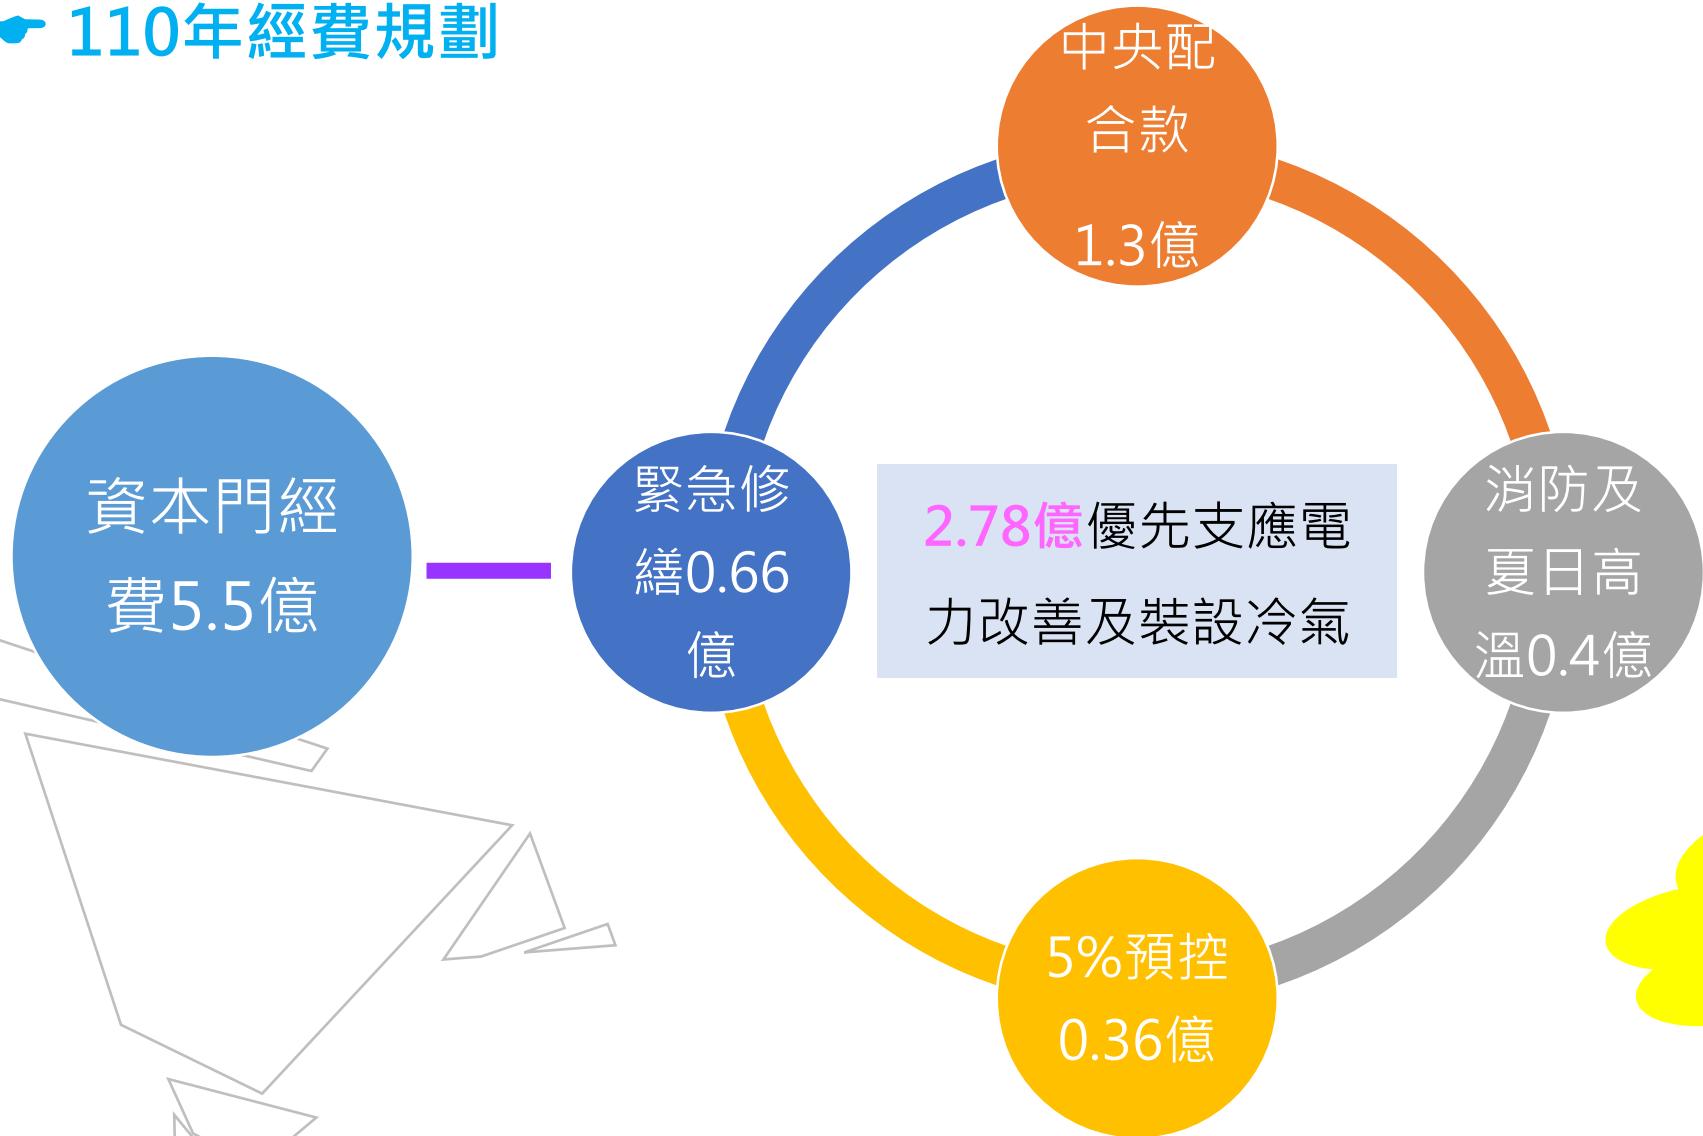 110年經費規劃
中央配
合款
1.3億
資本門經
費5.5億
緊急修
繕0.66
億
2.78億優先支應電
力改善及裝設冷氣
消防及
夏日高
溫0.4億
5%預控
0.36億